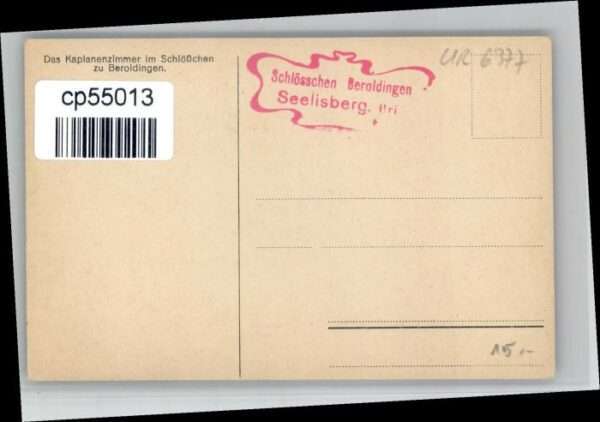 Das Kaplanenzimmer im Schlößchen
zu Beroldingen.
cp55013
Schlösschen Beroldingen
Seelisberg. Uri
UR 6377
15.-